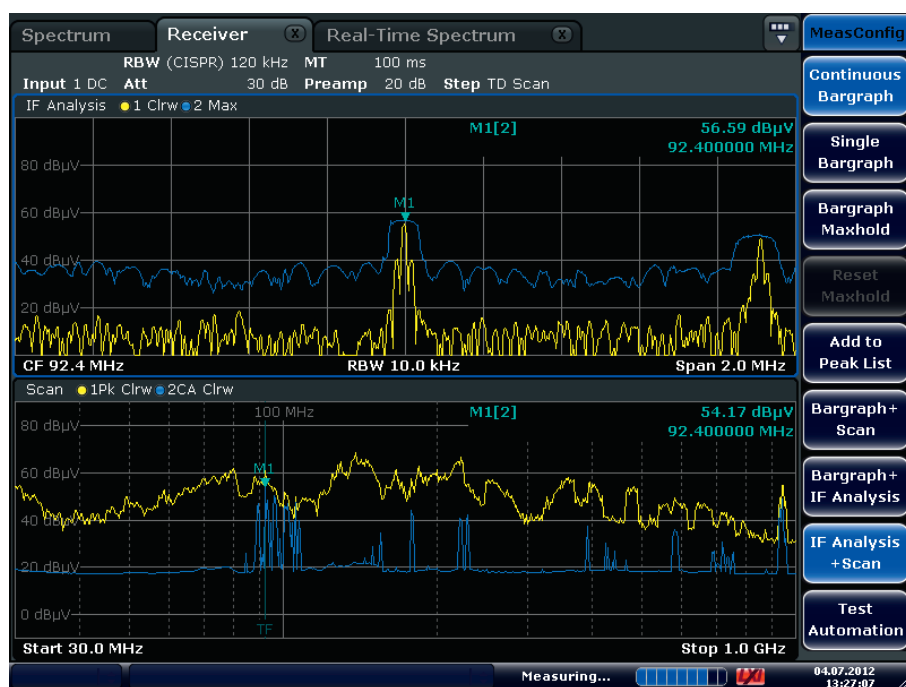 Spectrum Receiver X Real-Time Spectrum X
MeasConfig
RBW (CISPR) 120 kHz MT 100 ms
Input 1 DC Att 30 dB Preamp 20 dB Step TD Scan
IF Analysis 1 Clrw 2 Max
M1[2] 56.59 dBµV
92.400000 MHz
80 dBµV
60 dBµV
M1
40 dBµV
20 dBµV
CF 92.4 MHz RBW 10.0 kHz Span 2.0 MHz
Scan 1Pk Clrw 2CA Clrw
100 MHz
M1[2] 54.17 dBµV
92.400000 MHz
80 dBµV
60 dBµV
M1
40 dBµV
20 dBµV
0 dBµV
TF
Start 30.0 MHz Stop 1.0 GHz
Continuous
Bargraph
Single
Bargraph
Bargraph
Maxhold
Reset
Maxhold
Add to
Peak List
Bargraph+
Scan
Bargraph+
IF Analysis
IF Analysis
+Scan
Test
Automation
Measuring... LXI 04.07.2012
13:27:07